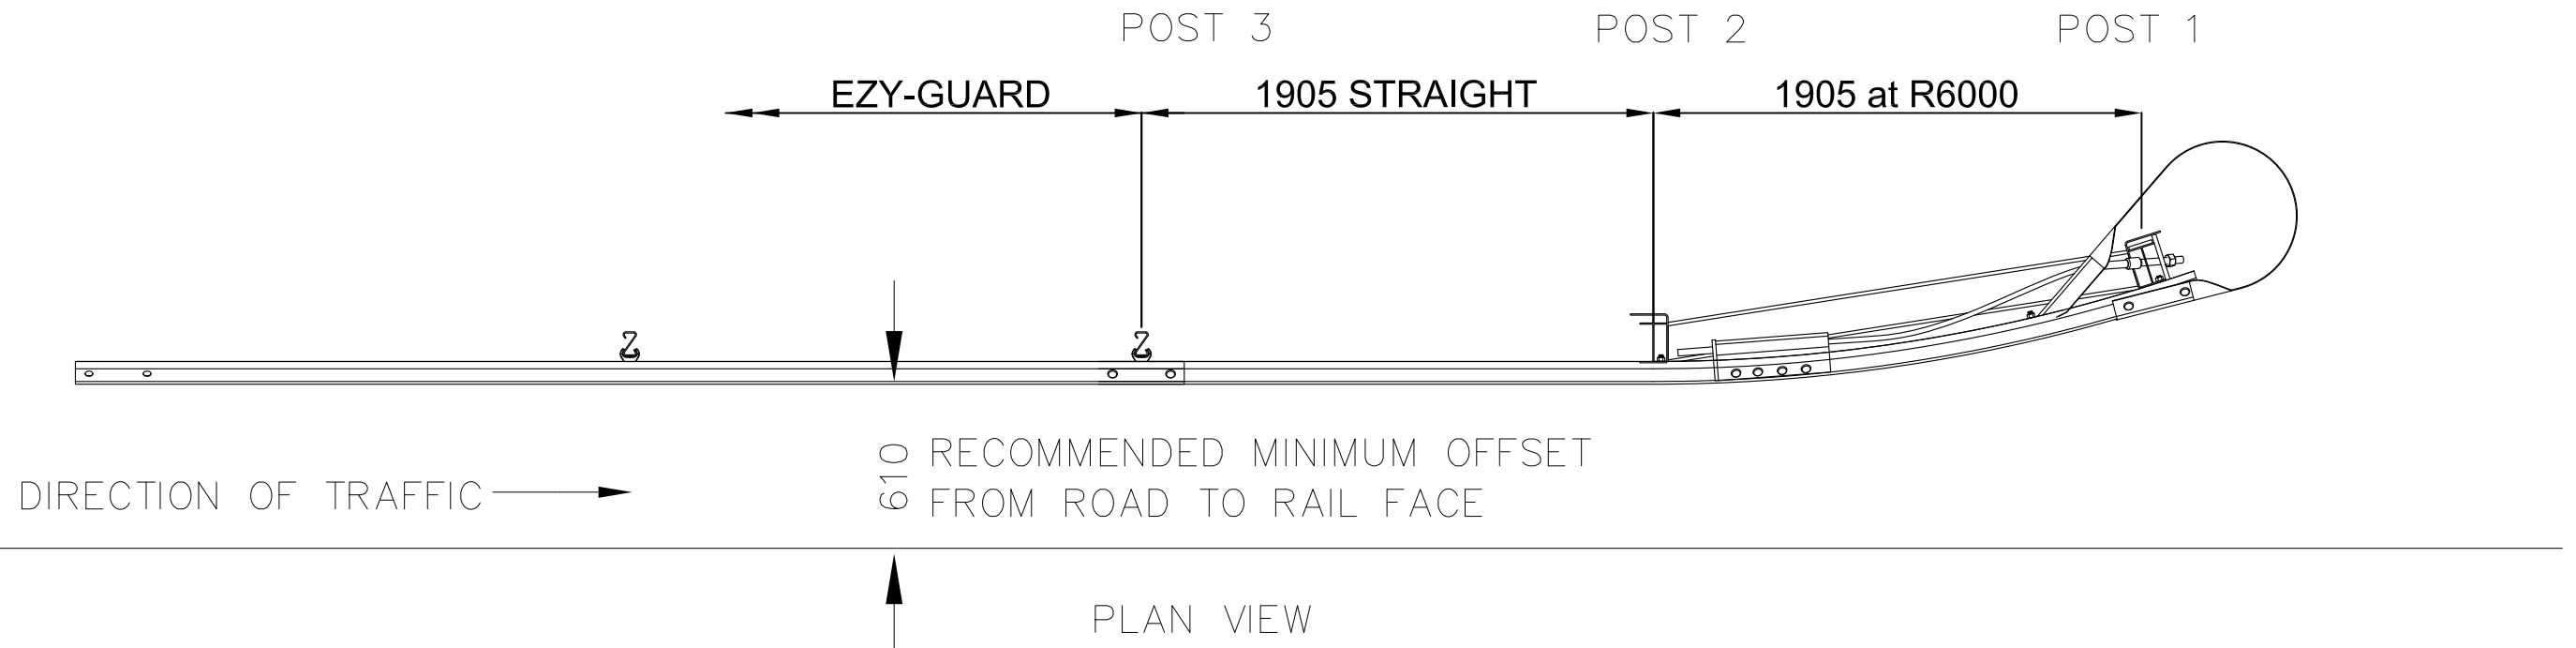 POST 3
POST 2
POST 1
EZY-GUARD
1905 STRAIGHT
1905 at R6000
610
RECOMMENDED MINIMUM OFFSET
FROM ROAD TO RAIL FACE
DIRECTION OF TRAFFIC
PLAN VIEW